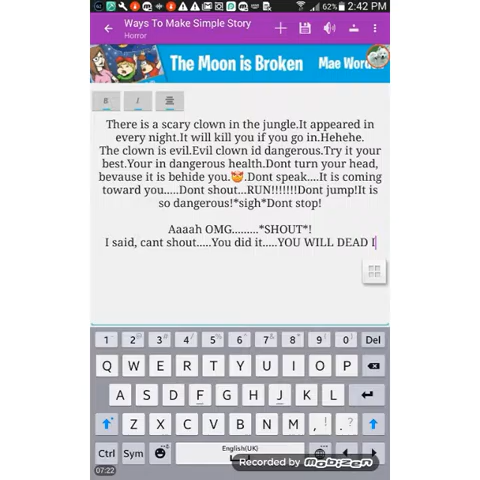 62% 2:42 PM
Ways To Make Simple Story
Horror
The Moon is Broken Mae Word
B I
There is a scary clown in the jungle.It appeared in
every night.It will kill you if you go in.Hehehe.
The clown is evil.Evil clown id dangerous.Try it your
best.Your in dangerous health.Dont turn your head,
bevause it is behide you😈.Dont speak....It is coming
toward you.....Dont shout...RUN!!!!!!!Dont jump!It is
so dangerous!*sigh*Dont stop!
Aaaah OMG.........*SHOUT*!
I said, cant shout.....You did it.....YOU WILL DEAD I
1 2 3 4 5 6 7 8 9 0 Del
Q W E R T Y U I O P
A S D F G H J K L
Z X C V B N M , ! . ?
Ctrl Sym English(UK)
07:22
Recorded by MOBIZEN